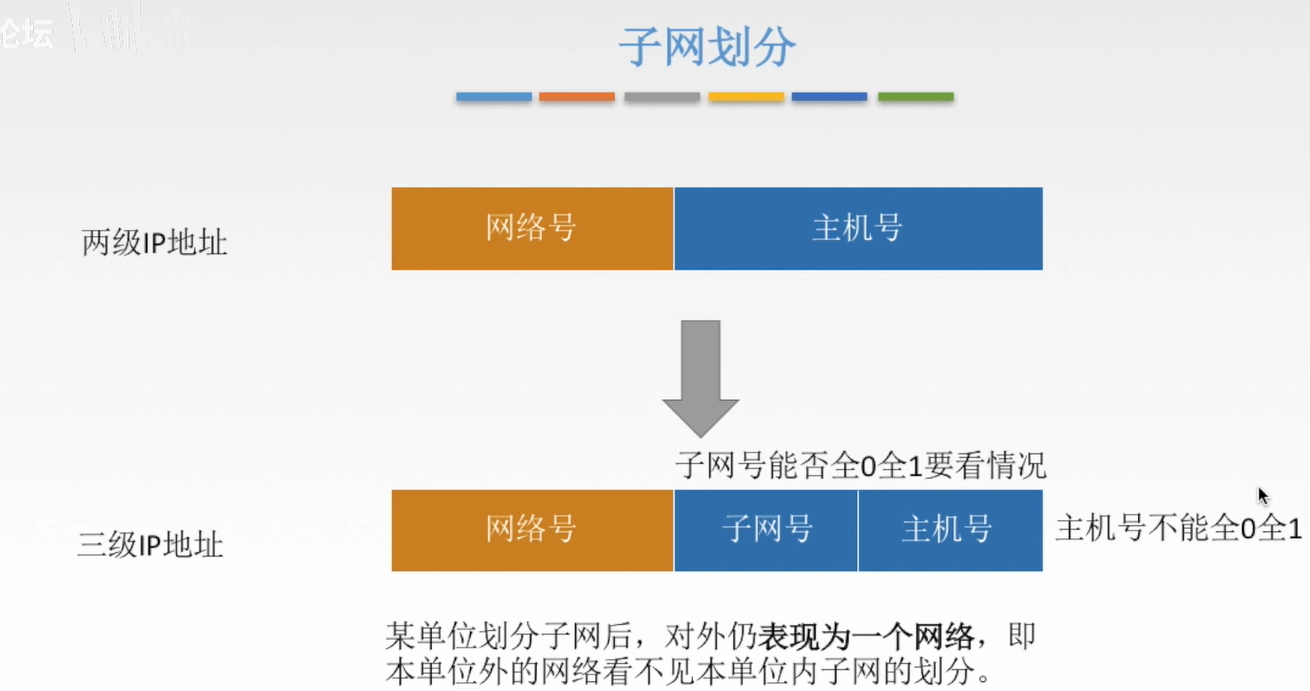 论坛
子网划分
两级IP地址
网络号
主机号
子网号能否全0全1要看情况
三级IP地址
网络号
子网号
主机号
主机号不能全0全1
某单位划分子网后，对外仍表现为一个网络，即
本单位外的网络看不见本单位内子网的划分。